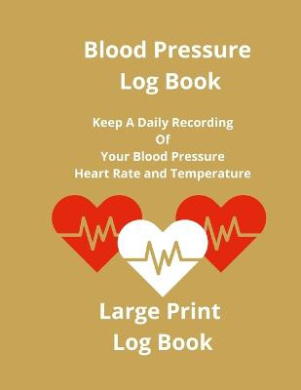 Blood Pressure
Log Book
Keep A Daily Recording
Of
Your Blood Pressure
Heart Rate and Temperature
Large Print
Log Book